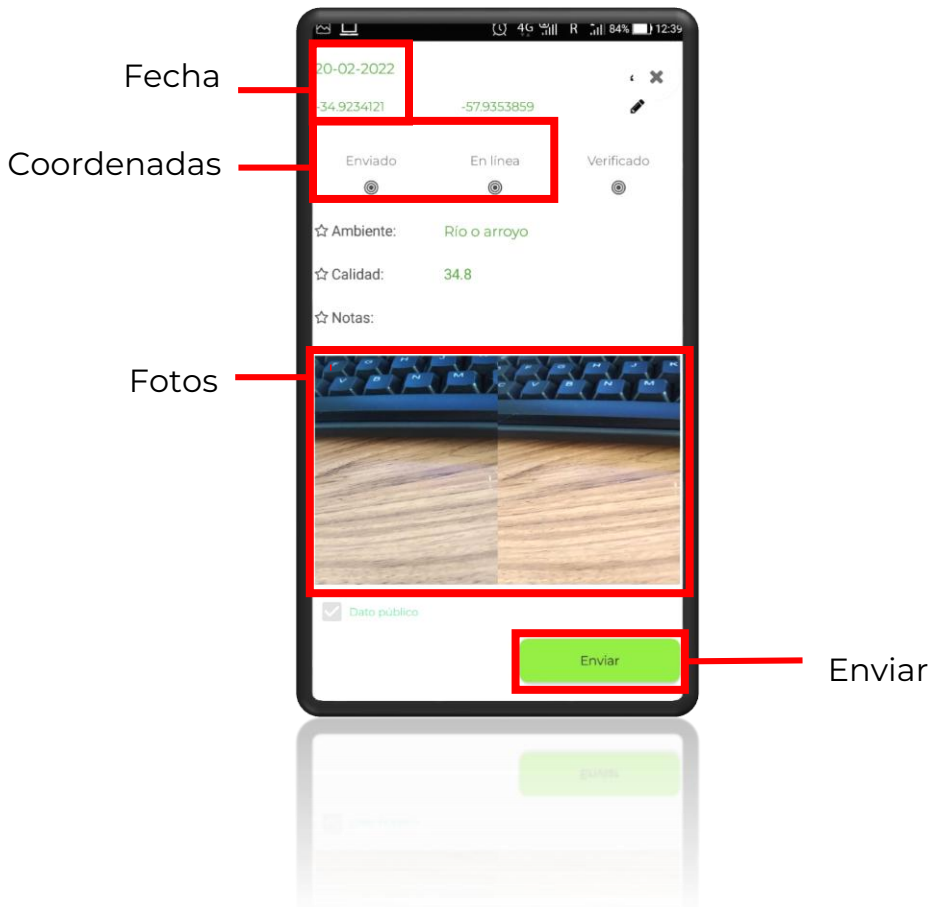 4G R 84% 12:39
Fecha
20-02-2022
-34.9234121 -57.9353859
Coordenadas
Enviado En línea Verificado
Ambiente: Río o arroyo
Calidad: 34.8
Notas:
Fotos
Dato público
Enviar
Enviar